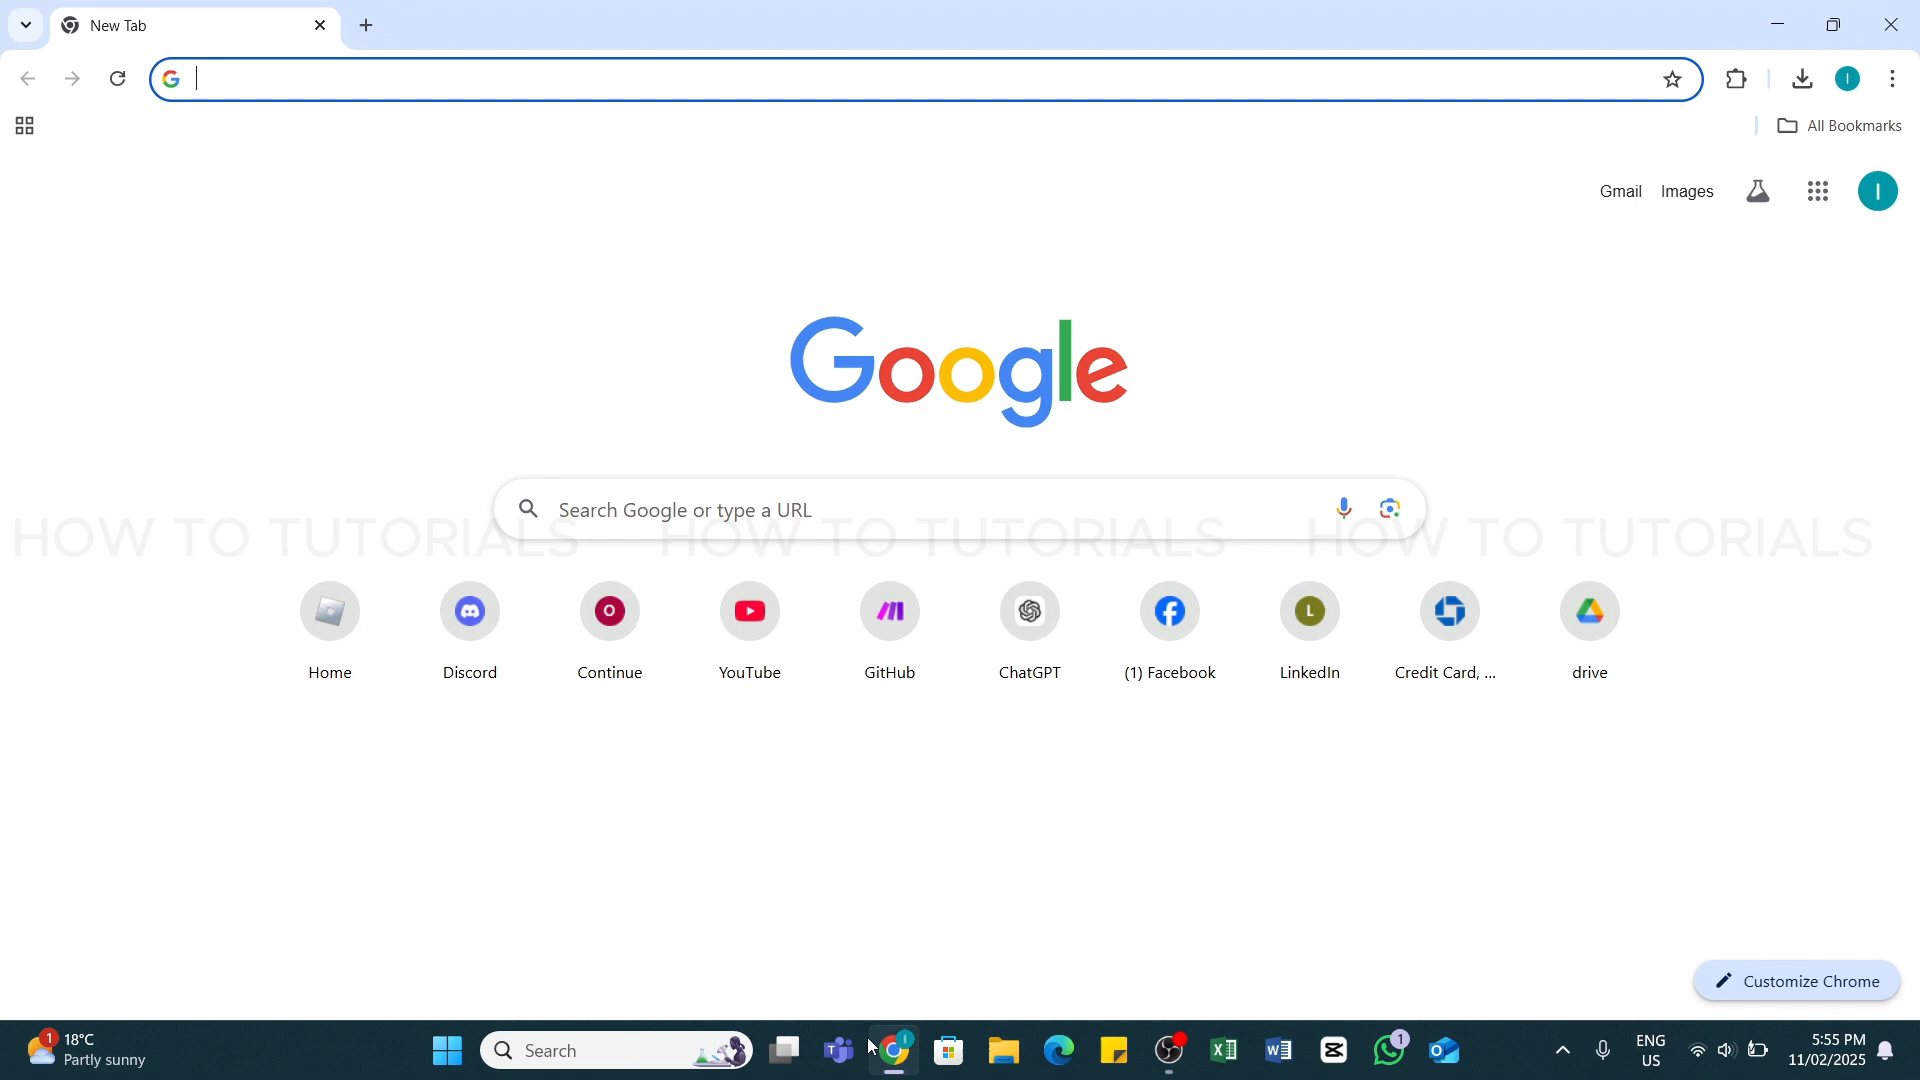 New Tab
All Bookmarks
Gmail Images
I
Google
Search Google or type a URL
HOW TO TUTORIALS HOW TO TUTORIALS HOW TO TUTORIALS
O L
Home Discord Continue YouTube GitHub ChatGPT (1) Facebook LinkedIn Credit Card, ... drive
Customize Chrome
1 18°C
Partly sunny
Search
1
ENG
US
5:55 PM
11/02/2025